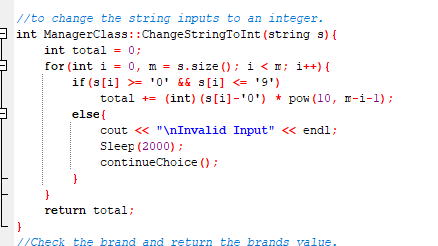 //to change the string inputs to an integer.
int ManagerClass::ChangeStringToInt(string s){
int total = 0;
for(int i = 0, m = s.size(); i < m; i++){
if(s[i] >= '0' && s[i] <= '9')
total += (int)(s[i]-'0') * pow(10, m-i-1);
else{
cout << "\nInvalid Input" << endl;
Sleep(2000);
continueChoice();
}
}
return total;
}
//Check the brand and return the brands value.